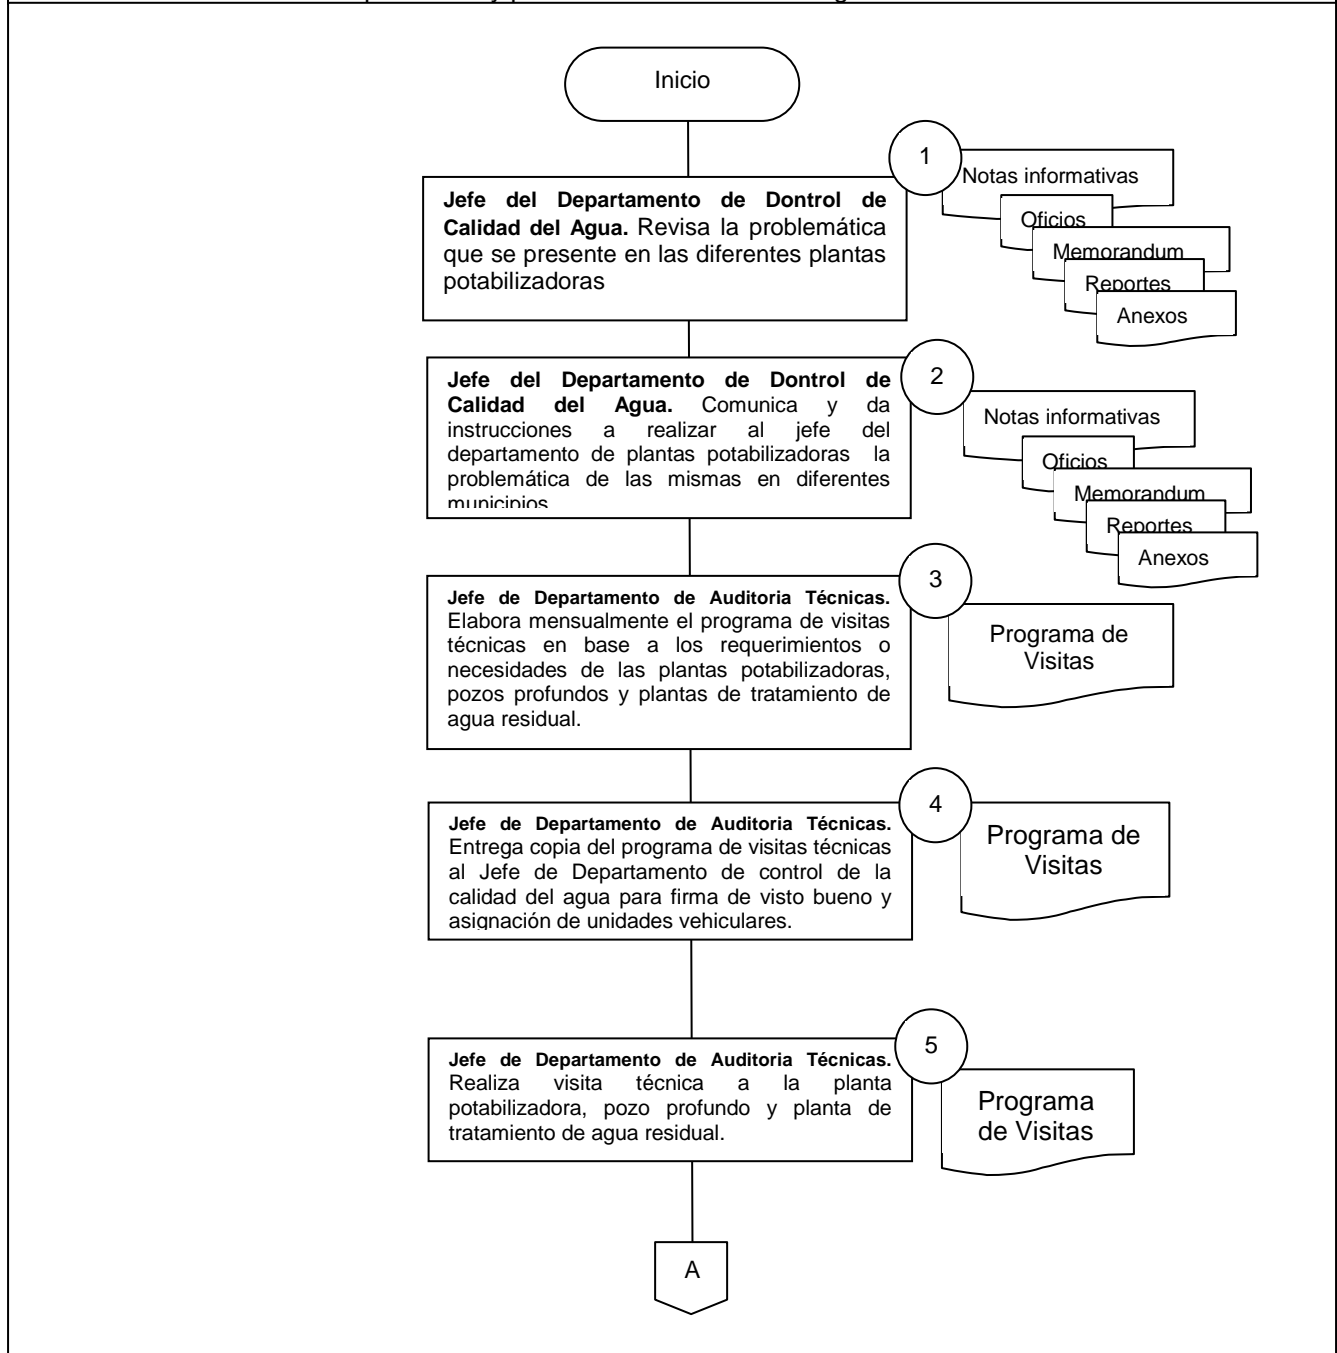 Inicio
1
Notas informativas
Oficios
Memorandum
Reportes
Anexos
Jefe del Departamento de Dontrol de
Calidad del Agua. Revisa la problemática
que se presente en las diferentes plantas
potabilizadoras
2
Notas informativas
Oficios
Memorandum
Reportes
Anexos
Jefe del Departamento de Dontrol de
Calidad del Agua. Comunica y da
instrucciones a realizar al jefe del
departamento de plantas potabilizadoras la
problemática de las mismas en diferentes
municipios
3
Programa de
Visitas
Jefe de Departamento de Auditoria Técnicas.
Elabora mensualmente el programa de visitas
técnicas en base a los requerimientos o
necesidades de las plantas potabilizadoras,
pozos profundos y plantas de tratamiento de
agua residual.
4
Programa de
Visitas
Jefe de Departamento de Auditoria Técnicas.
Entrega copia del programa de visitas técnicas
al Jefe de Departamento de control de la
calidad del agua para firma de visto bueno y
asignación de unidades vehiculares.
5
Programa
de Visitas
Jefe de Departamento de Auditoria Técnicas.
Realiza visita técnica a la planta
potabilizadora, pozo profundo y planta de
tratamiento de agua residual.
A